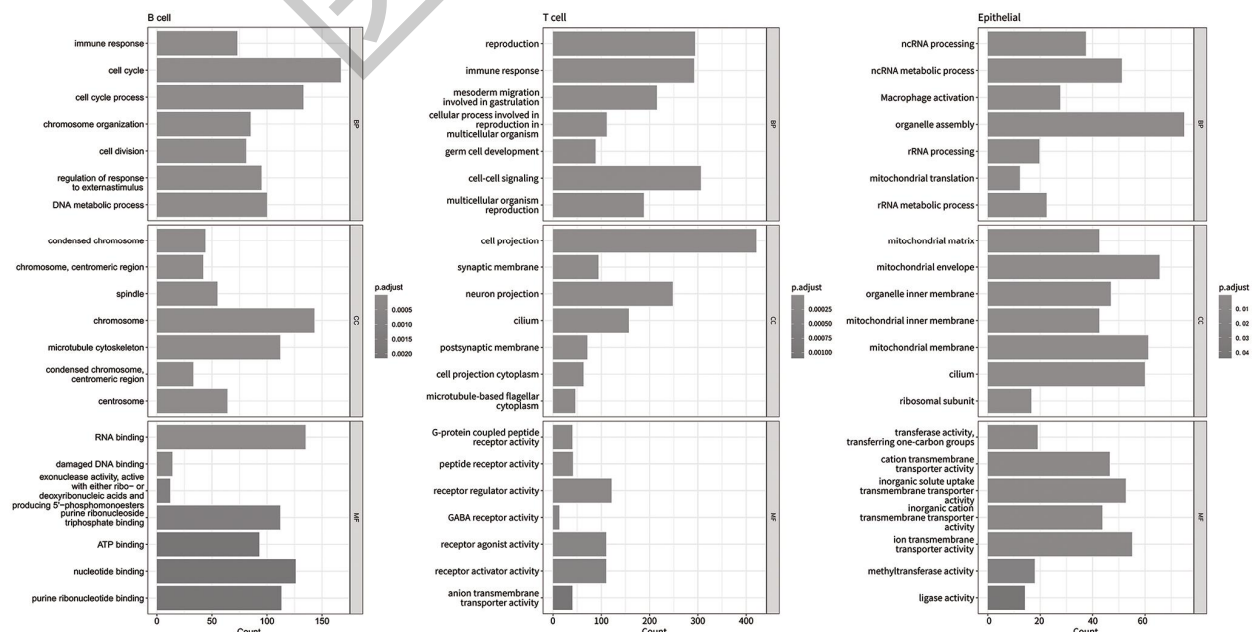 B cell
immune response
cell cycle
cell cycle process
chromosome organization
cell division
regulation of response
to externastimulus
DNA metabolic process
BP
condensed chromosome
chromosome, centromeric region
spindle
chromosome
microtubule cytoskeleton
condensed chromosome,
centromeric region
centrosome
CC
RNA binding
damaged DNA binding
exonuclease activity, active
with either ribo− or
deoxyribonucleic acids and
producing 5'−phosphomonoesters
purine ribonucleoside
triphosphate binding
ATP binding
nucleotide binding
purine ribonucleotide binding
MF
0 50 100 150
Count
p.adjust
0.0005
0.0010
0.0015
0.0020
T cell
reproduction
immune response
mesoderm migration
involved in gastrulation
cellular process involved in
reproduction in
multicellular organism
germ cell development
cell-cell signaling
multicellular organism
reproduction
BP
cell projection
synaptic membrane
neuron projection
cilium
postsynaptic membrane
cell projection cytoplasm
microtubule-based flagellar
cytoplasm
CC
G-protein coupled peptide
receptor activity
peptide receptor activity
receptor regulator activity
GABA receptor activity
receptor agonist activity
receptor activator activity
anion transmembrane
transporter activity
MF
0 100 200 300 400
Count
p.adjust
0.00025
0.00050
0.00075
0.00100
Epithelial
ncRNA processing
ncRNA metabolic process
Macrophage activation
organelle assembly
rRNA processing
mitochondrial translation
rRNA metabolic process
BP
mitochondrial matrix
mitochondrial envelope
organelle inner membrane
mitochondrial inner membrane
mitochondrial membrane
cilium
ribosomal subunit
CC
transferase activity,
transferring one-carbon groups
cation transmembrane
transporter activity
inorganic solute uptake
transmembrane transporter
activity
inorganic cation
transmembrane transporter
activity
ion transmembrane
transporter activity
methyltransferase activity
ligase activity
MF
0 20 40 60
Count
p.adjust
0.01
0.02
0.03
0.04